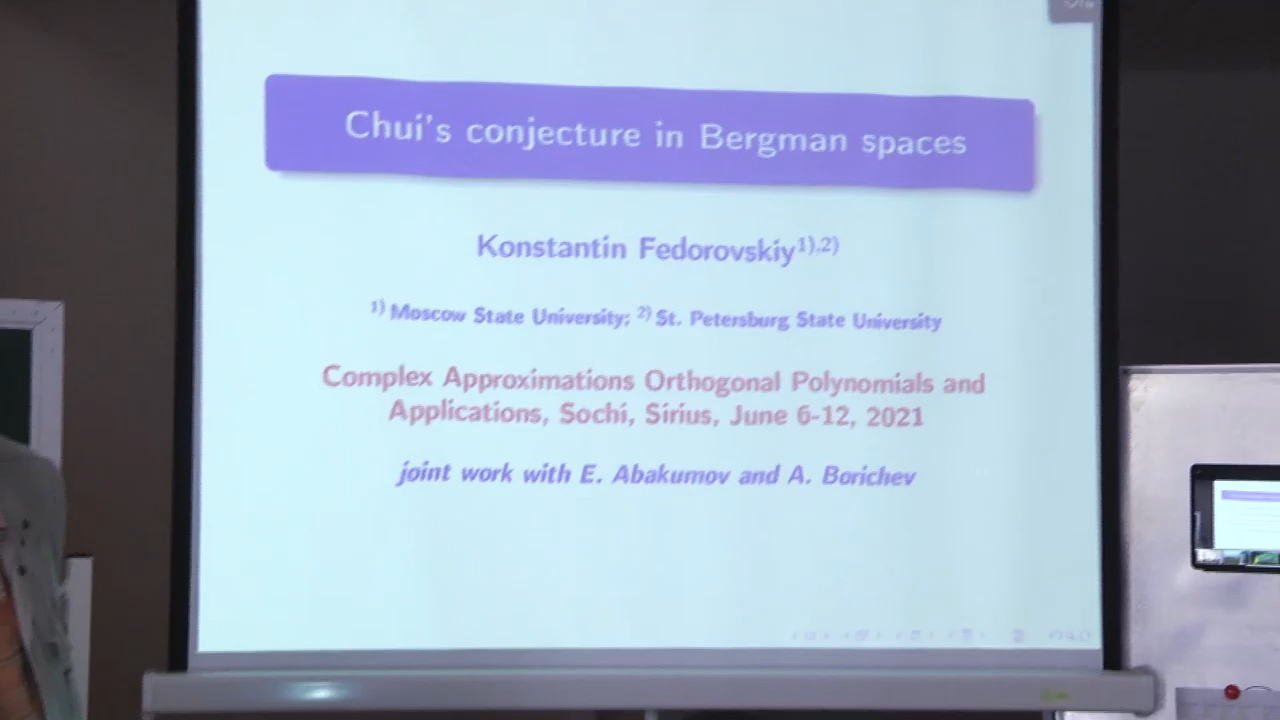 Chui's conjecture in Bergman spaces
Konstantin Fedorovskiy1),2)
1) Moscow State University; 2) St. Petersburg State University
Complex Approximations Orthogonal Polynomials and
Applications, Sochi, Sirius, June 6-12, 2021
joint work with E. Abakumov and A. Borichev